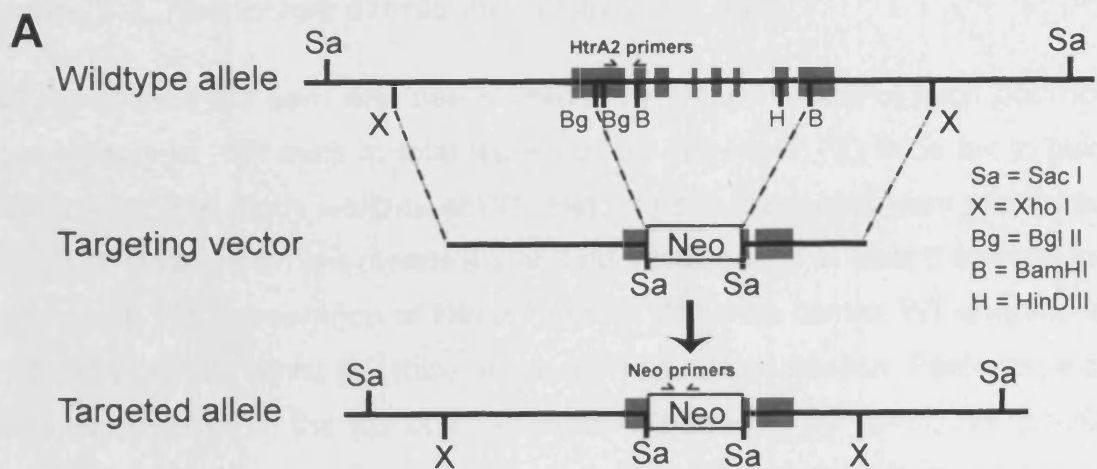 A
Sa Sa
HtrA2 primers
Wildtype allele
X Bg Bg B H B X
Sa = Sac I
X = Xho I
Bg = Bgl II
B = BamHI
H = HinDIII
Targeting vector Neo
Sa Sa
Neo primers
Sa Sa
Targeted allele Neo
X Sa Sa X